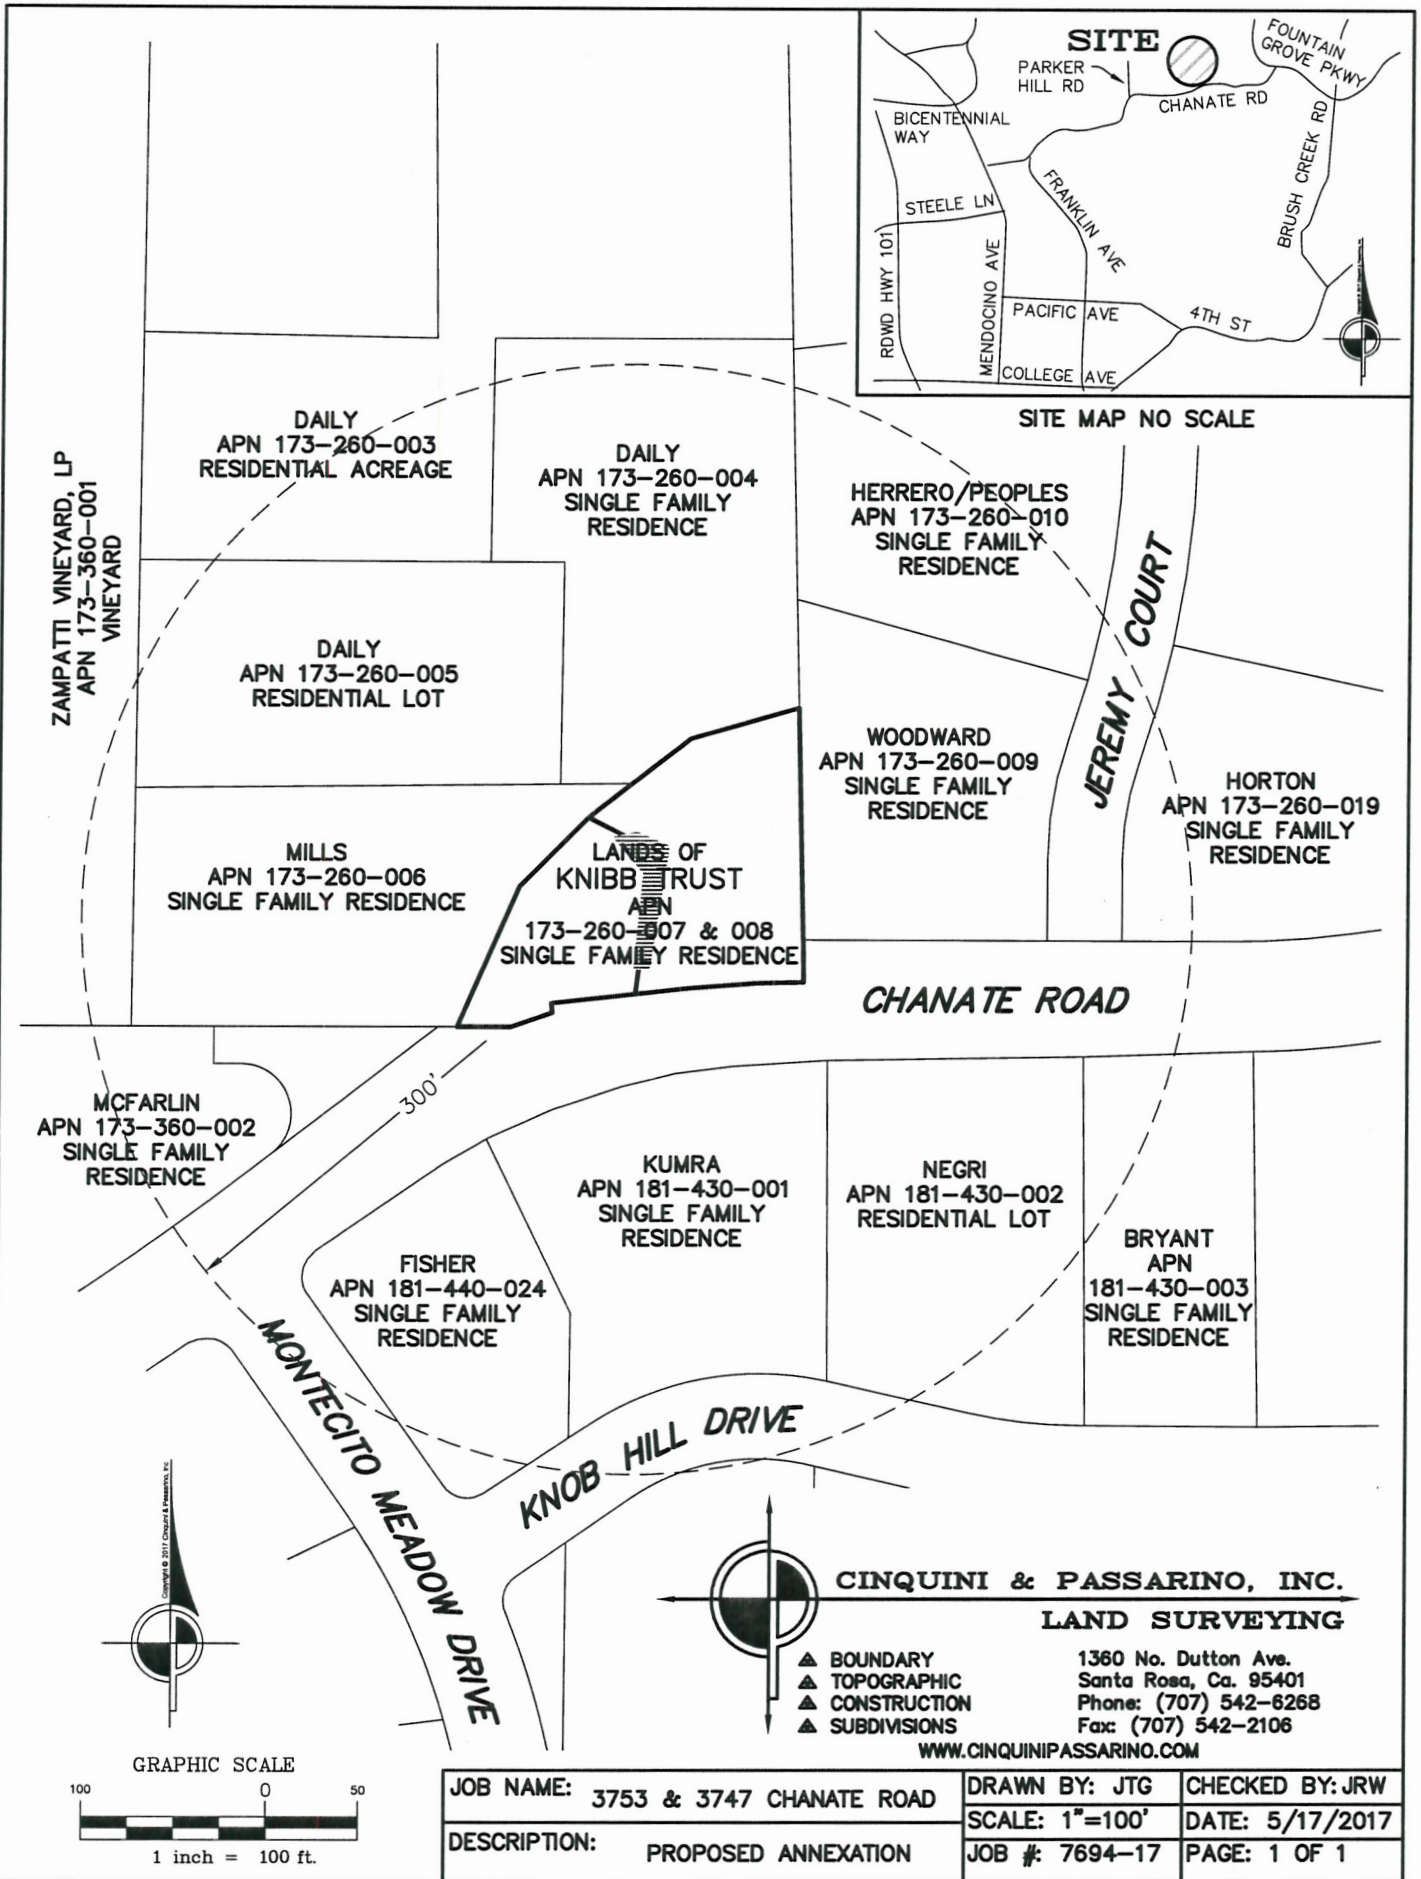 SITE
PARKER
HILL RD
FOUNTAIN
GROVE PKWY
CHANATE RD
BICENTENNIAL
WAY
STEELE LN
FRANKLIN AVE
BRUSH CREEK RD
RDWD HWY 101
MENDOCINO AVE
PACIFIC AVE
4TH ST
COLLEGE AVE
SITE MAP NO SCALE
ZAMPATTI VINEYARD, LP
APN 173-360-001
VINEYARD
DAILY
APN 173-260-003
RESIDENTIAL ACREAGE
DAILY
APN 173-260-004
SINGLE FAMILY
RESIDENCE
HERRERO/PEOPLES
APN 173-260-010
SINGLE FAMILY
RESIDENCE
JEREMY COURT
DAILY
APN 173-260-005
RESIDENTIAL LOT
WOODWARD
APN 173-260-009
SINGLE FAMILY
RESIDENCE
HORTON
APN 173-260-019
SINGLE FAMILY
RESIDENCE
MILLS
APN 173-260-006
SINGLE FAMILY RESIDENCE
LANDS OF
KNIBB TRUST
APN
173-260-007 & 008
SINGLE FAMILY RESIDENCE
CHANATE ROAD
300'
MCFARLIN
APN 173-360-002
SINGLE FAMILY
RESIDENCE
KUMRA
APN 181-430-001
SINGLE FAMILY
RESIDENCE
NEGRI
APN 181-430-002
RESIDENTIAL LOT
BRYANT
APN
181-430-003
SINGLE FAMILY
RESIDENCE
FISHER
APN 181-440-024
SINGLE FAMILY
RESIDENCE
MONTECITO MEADOW DRIVE
KNOB HILL DRIVE
Copyright © 2017 Cinquini & Passarino, Inc.
CINQUINI & PASSARINO, INC.
LAND SURVEYING
BOUNDARY
TOPOGRAPHIC
CONSTRUCTION
SUBDIVISIONS
1360 No. Dutton Ave.
Santa Rosa, Ca. 95401
Phone: (707) 542-6268
Fax: (707) 542-2106
WWW.CINQUINIPASSARINO.COM
GRAPHIC SCALE
100 0 50
1 inch = 100 ft.
JOB NAME: 3753 & 3747 CHANATE ROAD
DESCRIPTION: PROPOSED ANNEXATION
DRAWN BY: JTG
CHECKED BY: JRW
SCALE: 1"=100'
DATE: 5/17/2017
JOB #: 7694-17
PAGE: 1 OF 1